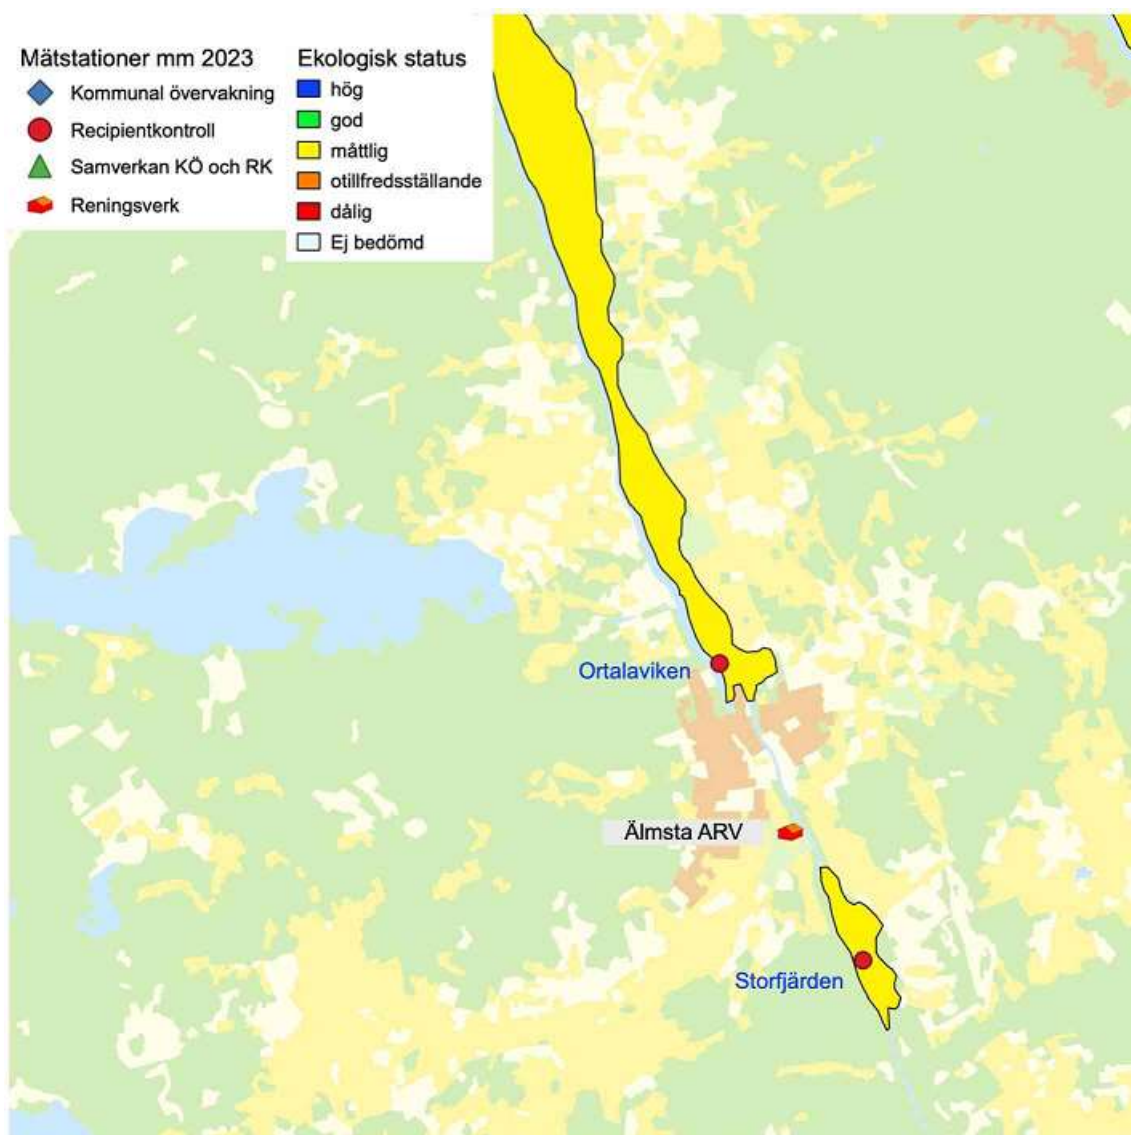 Mätstationer mm 2023
Kommunal övervakning
Recipientkontroll
Samverkan KÖ och RK
Reningsverk
Ekologisk status
hög
god
måttlig
otillfredsställande
dålig
Ej bedömd
Ortalaviken
Älmsta ARV
Storfjärden